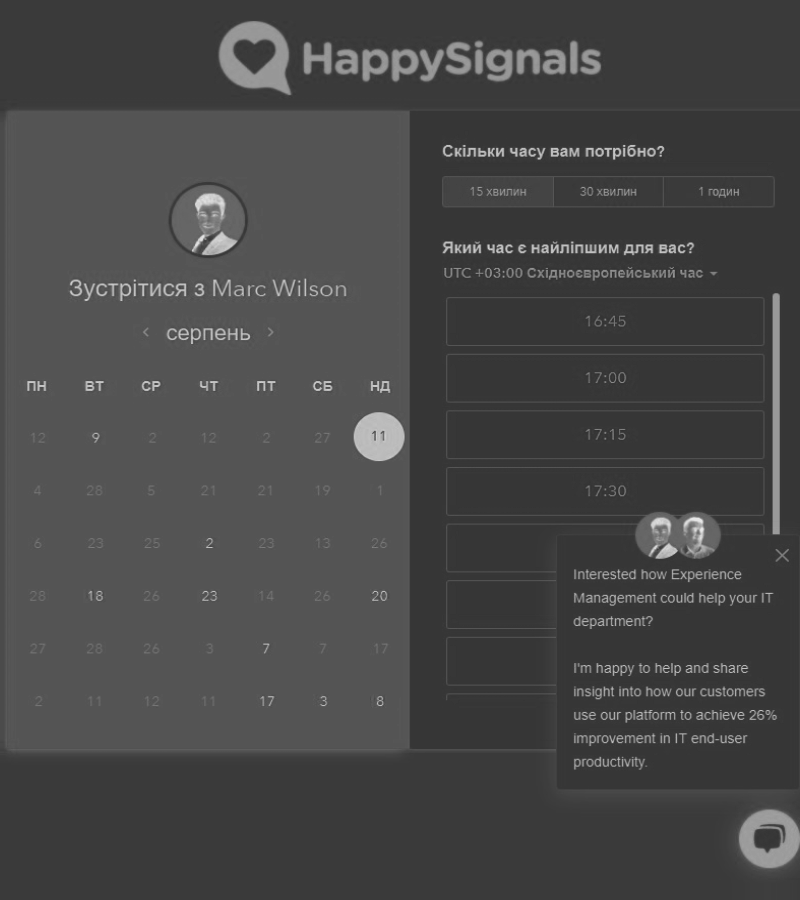 HappySignals
Зустрітися з Marc Wilson
серпень
ПН ВТ СР ЧТ ПТ СБ НД
12 9 2 12 2 27 11
4 28 5 21 21 19 1
6 23 25 2 23 13 26
28 18 26 23 14 26 20
27 28 26 3 7 7 17
2 11 12 11 17 3 8
Скільки часу вам потрібно?
15 хвилин 30 хвилин 1 годин
Який час є найліпшим для вас?
UTC +03:00 Східноєвропейський час
16:45
17:00
17:15
17:30
Interested how Experience
Management could help your IT
department?
I'm happy to help and share
insight into how our customers
use our platform to achieve 26%
improvement in IT end-user
productivity.